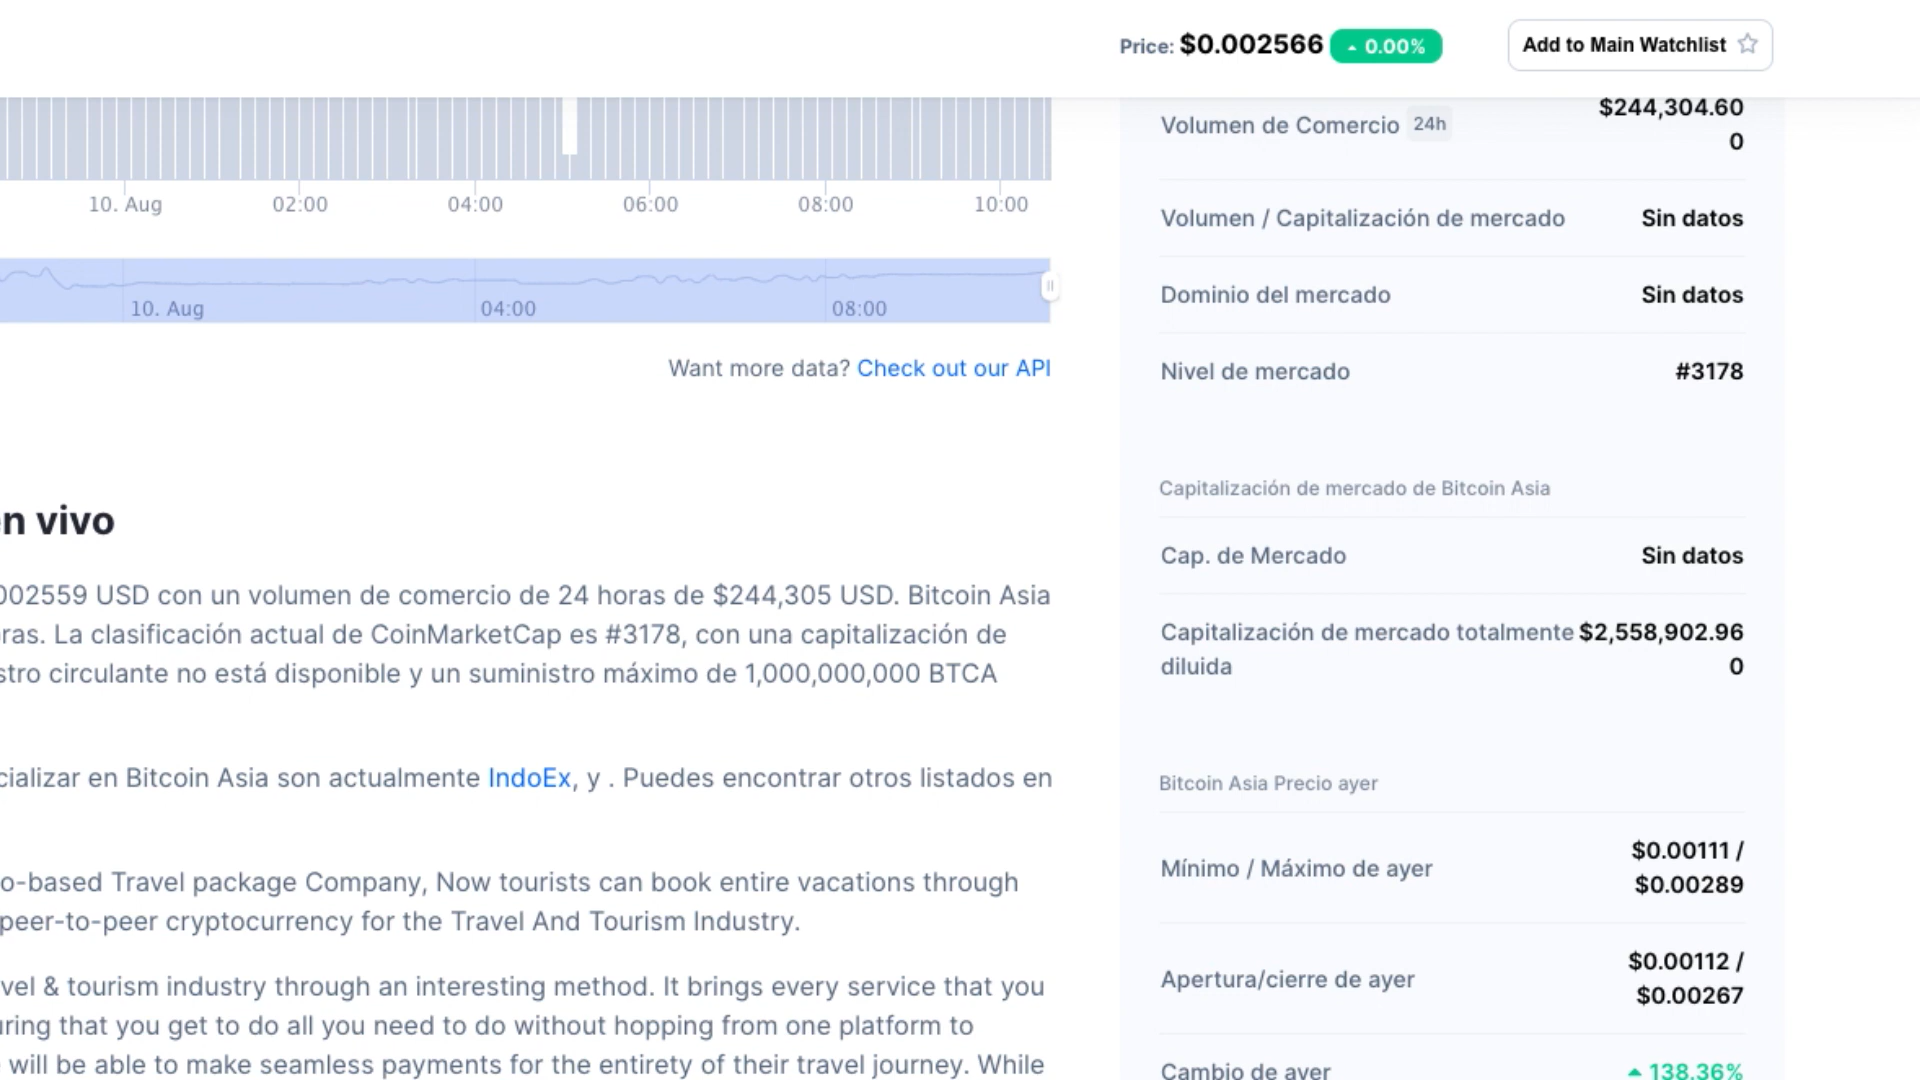 Price: $0.002566 0.00% Add to Main Watchlist
10. Aug 02:00 04:00 06:00 08:00 10:00
10. Aug 04:00 08:00
Want more data? Check out our API
en vivo
002559 USD con un volumen de comercio de 24 horas de $244,305 USD. Bitcoin Asia
ras. La clasificación actual de CoinMarketCap es #3178, con una capitalización de
stro circulante no está disponible y un suministro máximo de 1,000,000,000 BTCA
cializar en Bitcoin Asia son actualmente IndoEx, y . Puedes encontrar otros listados en
o-based Travel package Company, Now tourists can book entire vacations through
peer-to-peer cryptocurrency for the Travel And Tourism Industry.
vel & tourism industry through an interesting method. It brings every service that you
uring that you get to do all you need to do without hopping from one platform to
will be able to make seamless payments for the entirety of their travel journey. While
Volumen de Comercio 24h $244,304.60
0
Volumen / Capitalización de mercado Sin datos
Dominio del mercado Sin datos
Nivel de mercado #3178
Capitalización de mercado de Bitcoin Asia
Cap. de Mercado Sin datos
Capitalización de mercado totalmente $2,558,902.96
diluida 0
Bitcoin Asia Precio ayer
Mínimo / Máximo de ayer $0.00111 /
$0.00289
Apertura/cierre de ayer $0.00112 /
$0.00267
Cambio de ayer 138.36%